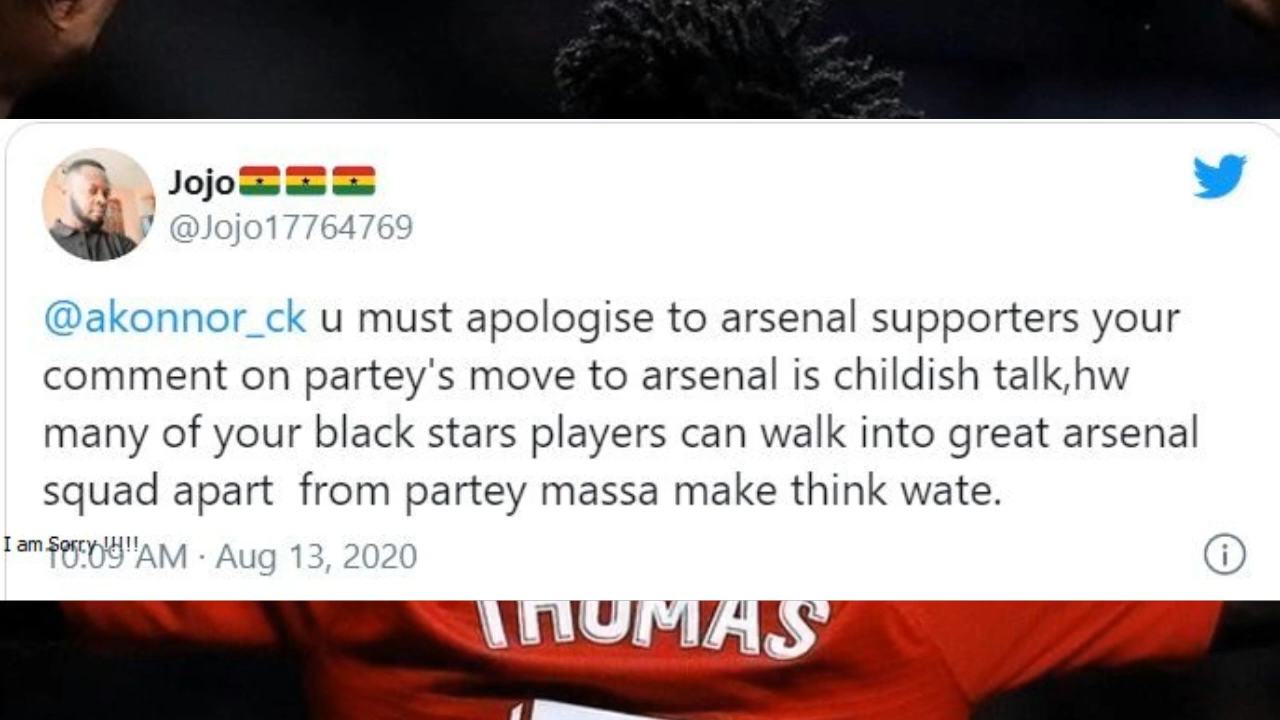 Jojo🇬🇭🇬🇭🇬🇭
@Jojo17764769
@akonnor_ck u must apologise to arsenal supporters your
comment on partey's move to arsenal is childish talk,hw
many of your black stars players can walk into great arsenal
squad apart  from partey massa make think wate.
I am Sorry !!!!!
10:09 AM · Aug 13, 2020
THOMAS